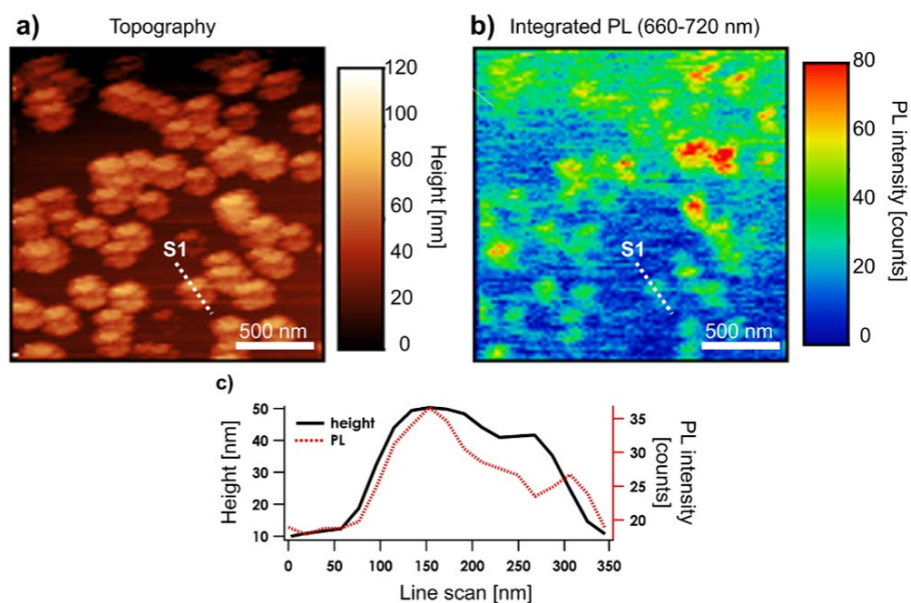 a) Topography
120
100
80
60
40
20
0
Height [nm]
S1
500 nm
b) Integrated PL (660-720 nm)
80
60
40
20
0
PL intensity [counts]
S1
500 nm
c)
50
40
30
20
10
Height [nm]
height
PL
35
30
25
20
PL intensity
[counts]
0 50 100 150 200 250 300 350
Line scan [nm]